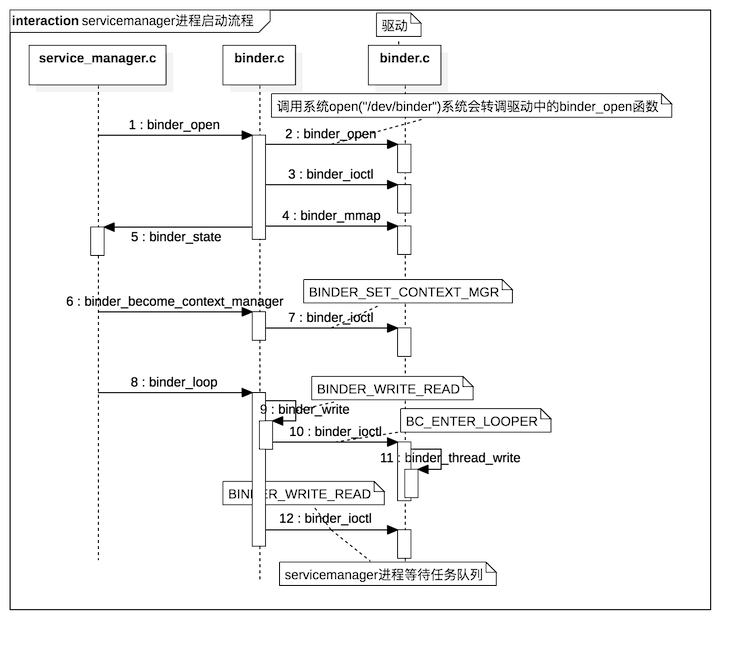 interaction servicemanager进程启动流程
驱动
service_manager.c
binder.c
binder.c
调用系统open("/dev/binder")系统会转调驱动中的binder_open函数
1 : binder_open
2 : binder_open
3 : binder_ioctl
4 : binder_mmap
5 : binder_state
BINDER_SET_CONTEXT_MGR
6 : binder_become_context_manager
7 : binder_ioctl
8 : binder_loop
BINDER_WRITE_READ
9 : binder_write
BC_ENTER_LOOPER
10 : binder_ioctl
11 : binder_thread_write
BINDER_WRITE_READ
12 : binder_ioctl
servicemanager进程等待任务队列